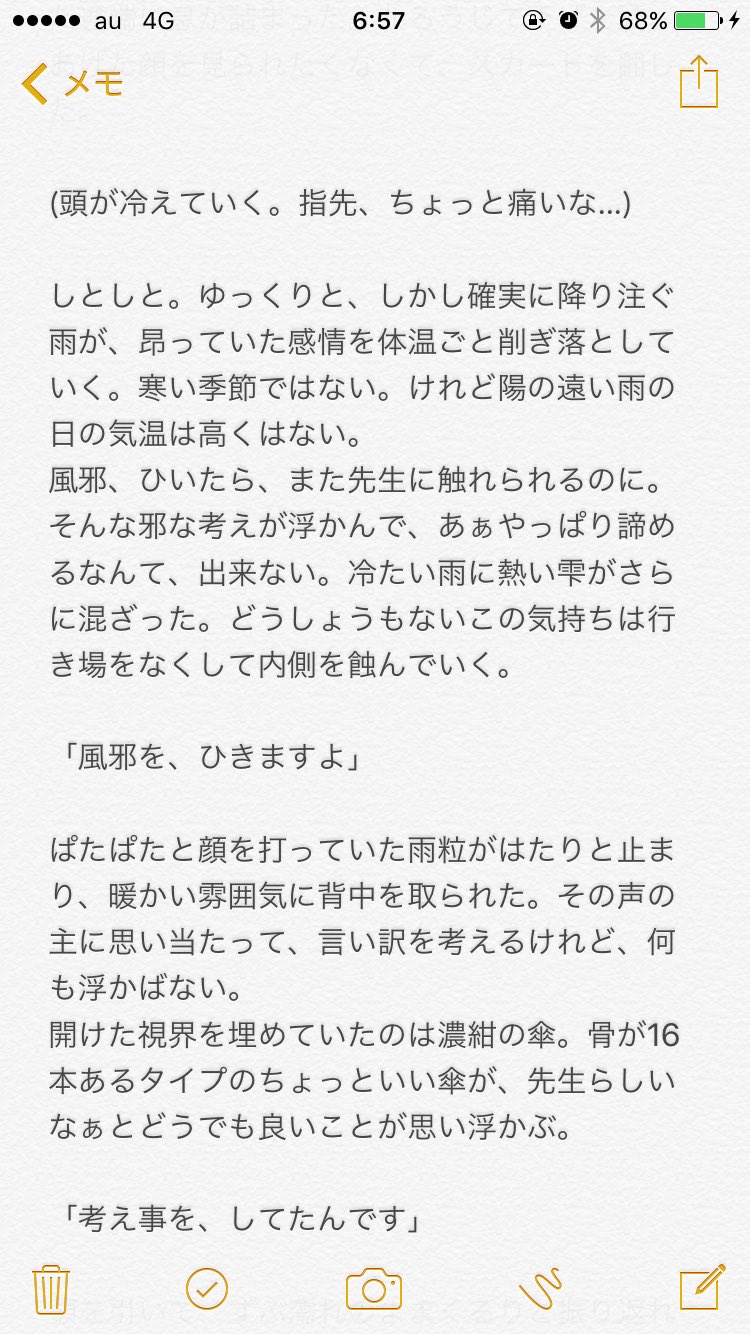 au 4G 6:57 68%
メモ
(頭が冷えていく。指先、ちょっと痛いな...)
しとしと。ゆっくりと、しかし確実に降り注ぐ
雨が、昂っていた感情を体温ごと削ぎ落として
いく。寒い季節ではない。けれど陽の遠い雨の
日の気温は高くはない。
風邪、ひいたら、また先生に触れられるのに。
そんな邪な考えが浮かんで、あぁやっぱり諦め
るなんて、出来ない。冷たい雨に熱い雫がさら
に混ざった。どうしょうもないこの気持ちは行
き場をなくして内側を蝕んでいく。
「風邪を、ひきますよ」
ぱたぱたと顔を打っていた雨粒がはたりと止ま
り、暖かい雰囲気に背中を取られた。その声の
主に思い当たって、言い訳を考えるけれど、何
も浮かばない。
開けた視界を埋めていたのは濃紺の傘。骨が16
本あるタイプのちょっといい傘が、先生らしい
なぁとどうでも良いことが思い浮かぶ。
「考え事を、してたんです」